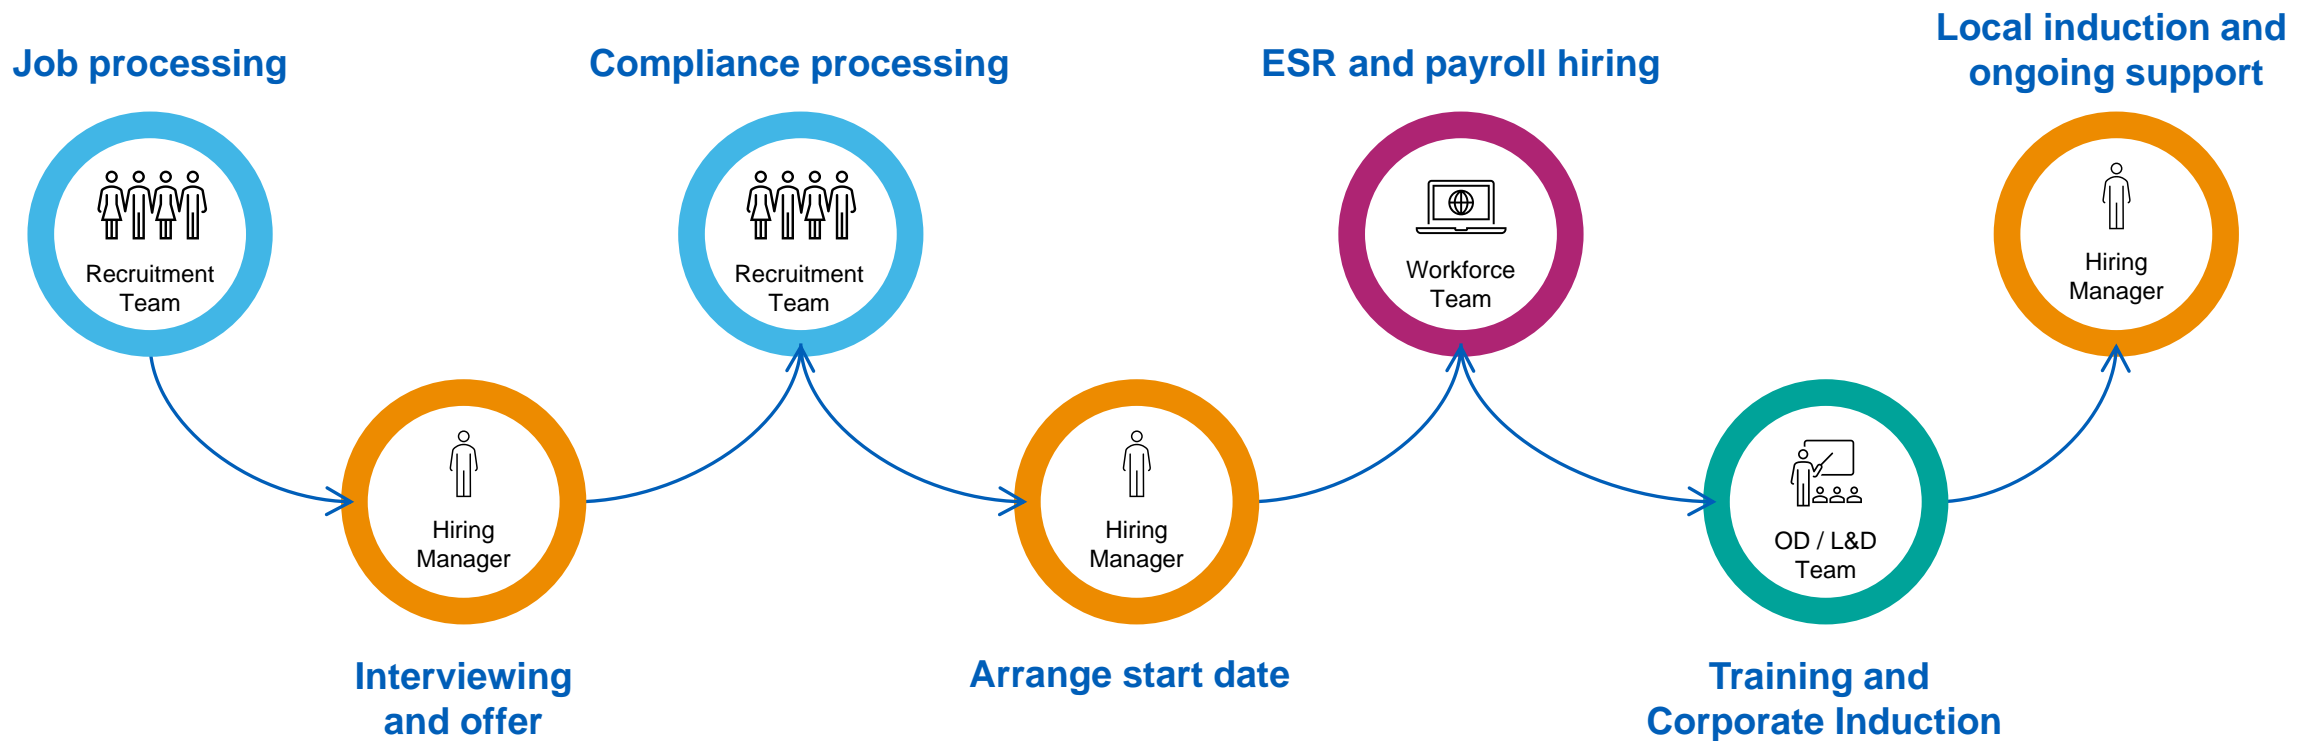 Job processing
Recruitment
Team
Hiring
Manager
Interviewing
and offer
Compliance processing
Recruitment
Team
Hiring
Manager
Arrange start date
ESR and payroll hiring
Workforce
Team
OD / L&D
Team
Training and
Corporate Induction
Local induction and
ongoing support
Hiring
Manager